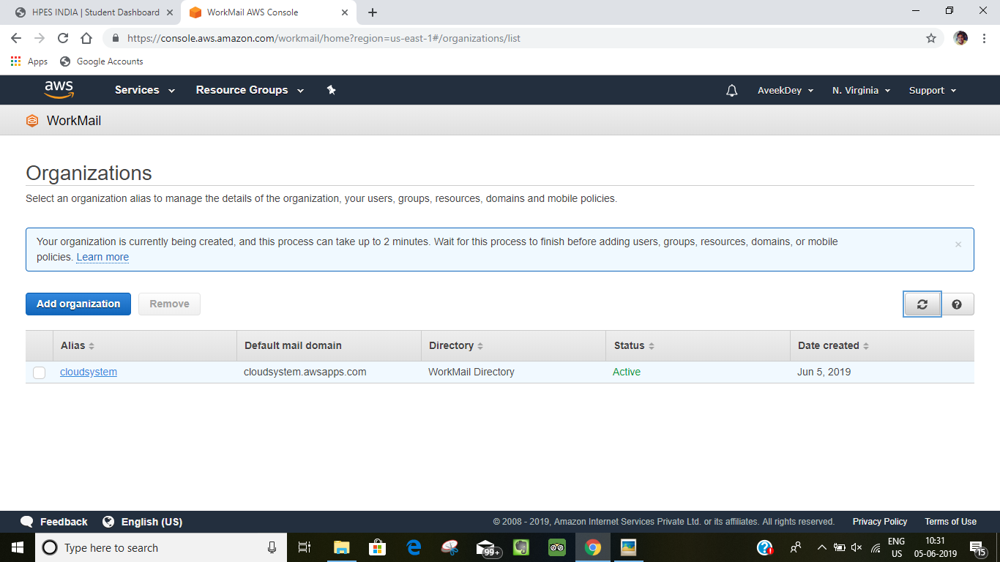 HPES INDIA | Student Dashboard
WorkMail AWS Console
https://console.aws.amazon.com/workmail/home?region=us-east-1#/organizations/list
Apps Google Accounts
aws Services Resource Groups AveekDey N. Virginia Support
WorkMail
Organizations
Select an organization alias to manage the details of the organization, your users, groups, resources, domains and mobile policies.
Your organization is currently being created, and this process can take up to 2 minutes. Wait for this process to finish before adding users, groups, resources, domains, or mobile
policies. Learn more
Add organization Remove
Alias Default mail domain Directory Status Date created
cloudsystem cloudsystem.awsapps.com WorkMail Directory Active Jun 5, 2019
Feedback English (US) © 2008 - 2019, Amazon Internet Services Private Ltd. or its affiliates. All rights reserved. Privacy Policy Terms of Use
Type here to search 99+ ENG 10:31
US 05-06-2019 15